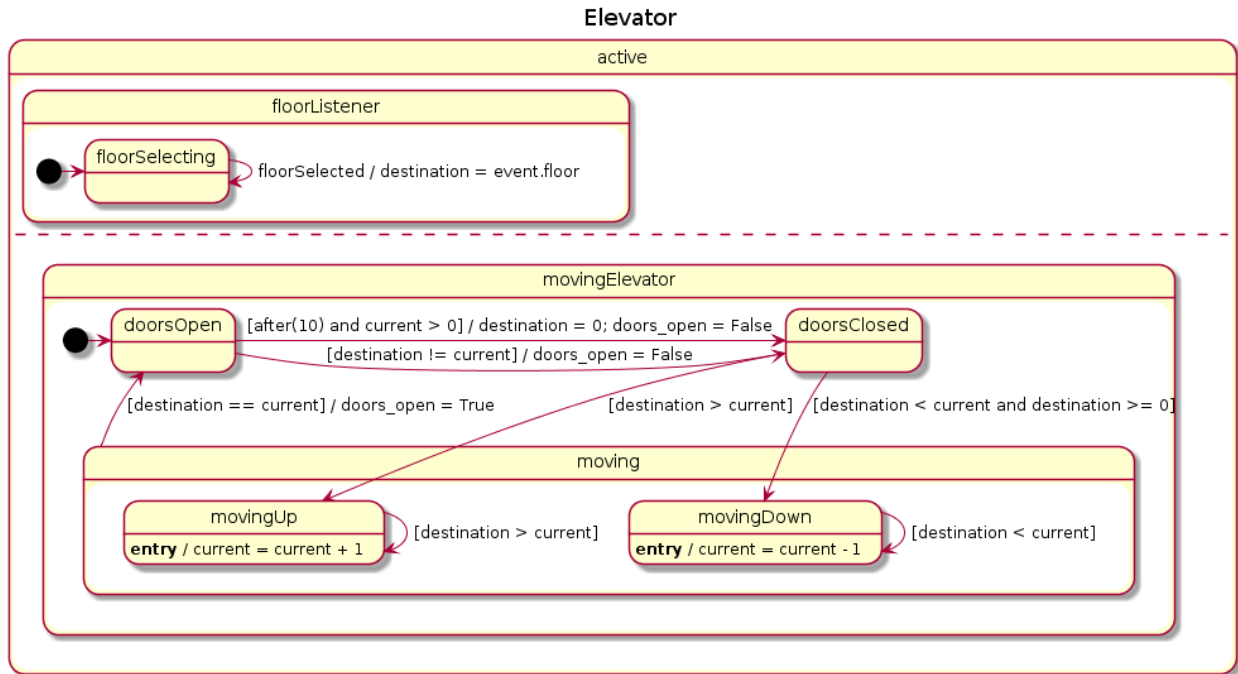 Elevator
active
floorListener
floorSelecting
floorSelected / destination = event.floor
movingElevator
doorsOpen
[after(10) and current > 0] / destination = 0; doors_open = False
doorsClosed
[destination != current] / doors_open = False
[destination == current] / doors_open = True
[destination > current]
[destination < current and destination >= 0]
moving
movingUp
entry / current = current + 1
[destination > current]
movingDown
entry / current = current - 1
[destination < current]